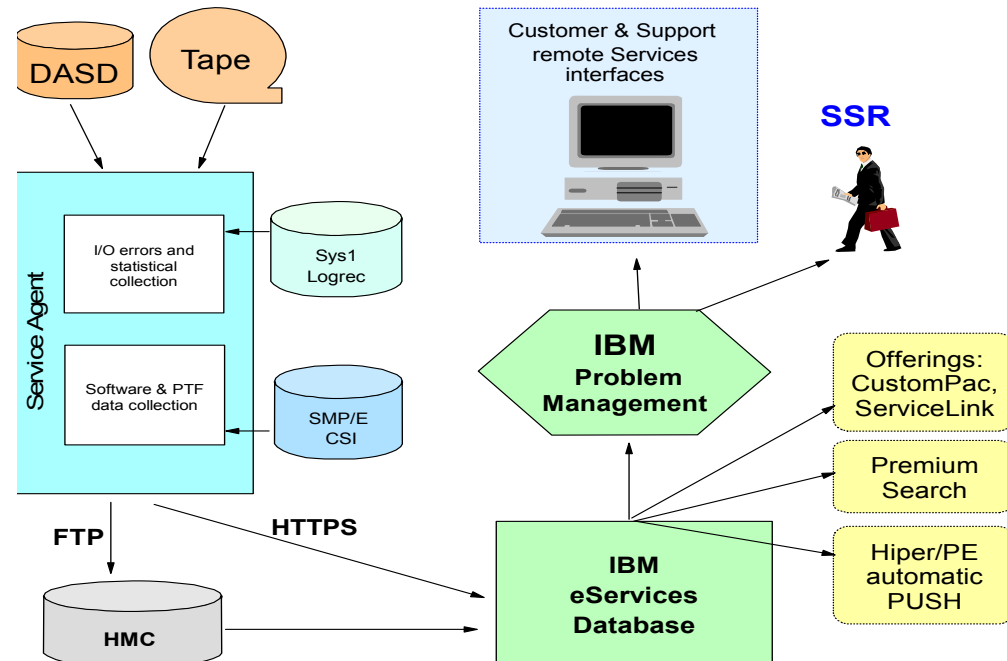 DASD
Tape
Customer & Support
remote Services
interfaces
SSR
Service Agent
I/O errors and
statistical
collection
Sys1
Logrec
Software & PTF
data collection
SMP/E
CSI
IBM
Problem
Management
Offerings:
CustomPac,
ServiceLink
Premium
Search
Hiper/PE
automatic
PUSH
FTP
HTTPS
HMC
IBM
eServices
Database